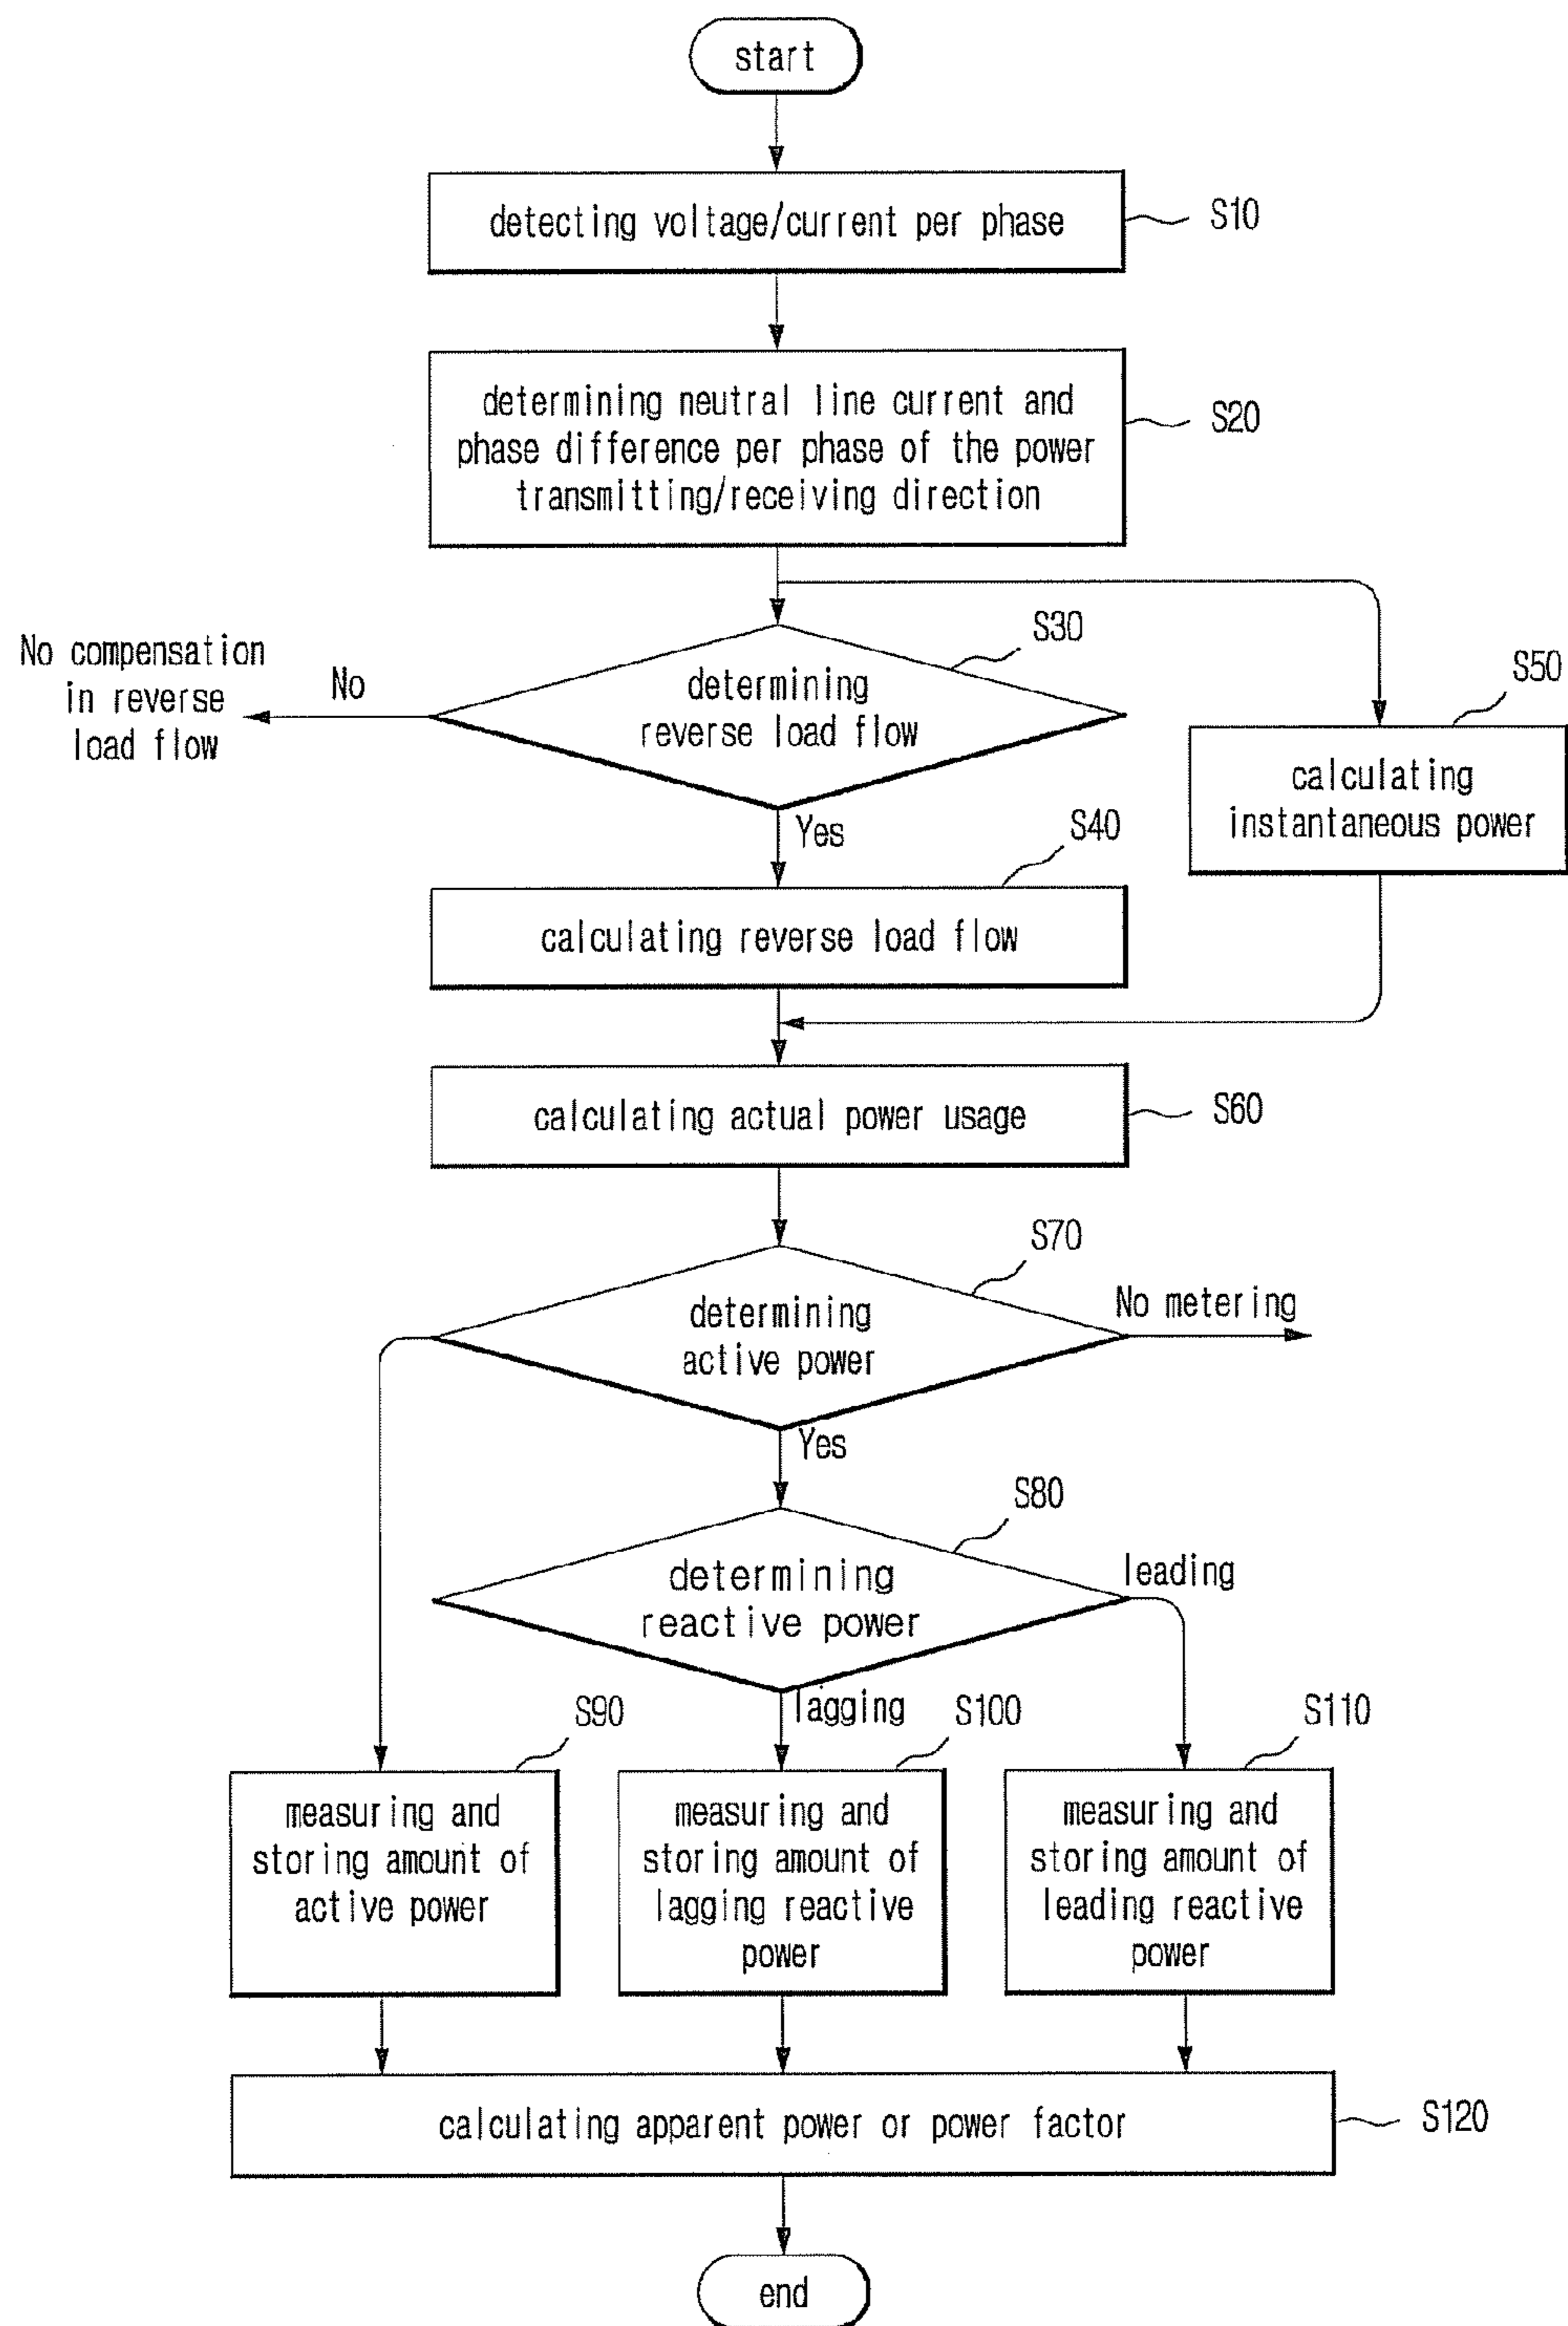 start
detecting voltage/current per phase
S10
determining neutral line current and
phase difference per phase of the power
transmitting/receiving direction
S20
No compensation
in reverse
load flow
No
determining
reverse load flow
S30
S50
calculating
instantaneous power
Yes
S40
calculating reverse load flow
calculating actual power usage
S60
S70
determining
active power
No metering
Yes
S80
determining
reactive power
leading
lagging
S90
measuring and
storing amount of
active power
S100
measuring and
storing amount of
lagging reactive
power
S110
measuring and
storing amount of
leading reactive
power
calculating apparent power or power factor
S120
end